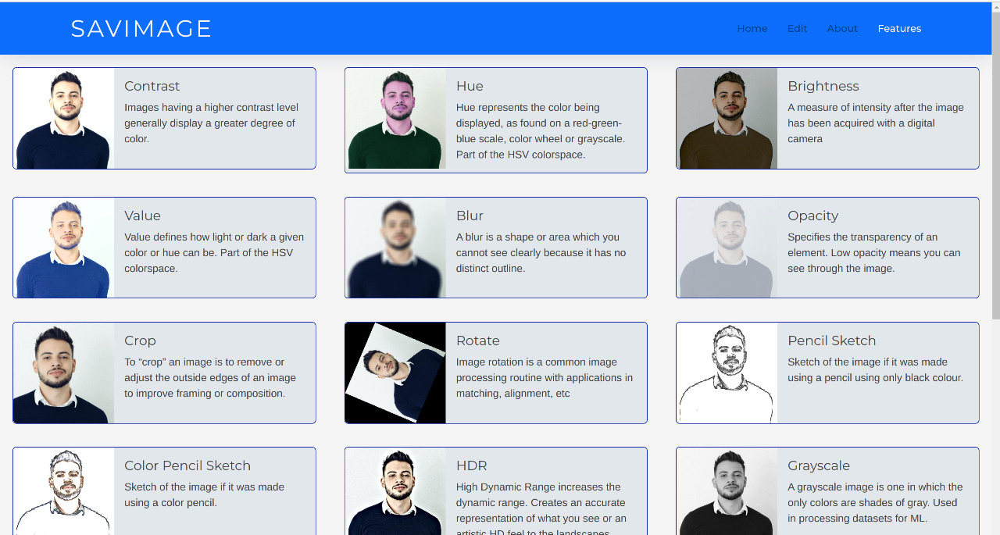 SAVIMAGE
Home Edit About Features
Contrast
Images having a higher contrast level
generally display a greater degree of
color.
Hue
Hue represents the color being
displayed, as found on a red-green-
blue scale, color wheel or grayscale.
Part of the HSV colorspace.
Brightness
A measure of intensity after the image
has been acquired with a digital
camera
Value
Value defines how light or dark a given
color or hue can be. Part of the HSV
colorspace.
Blur
A blur is a shape or area which you
cannot see clearly because it has no
distinct outline.
Opacity
Specifies the transparency of an
element. Low opacity means you can
see through the image.
Crop
To “crop” an image is to remove or
adjust the outside edges of an image
to improve framing or composition.
Rotate
Image rotation is a common image
processing routine with applications in
matching, alignment, etc
Pencil Sketch
Sketch of the image if it was made
using a pencil using only black colour.
Color Pencil Sketch
Sketch of the image if it was made
using a color pencil.
HDR
High Dynamic Range increases the
dynamic range. Creates an accurate
representation of what you see or an
artistic HD feel to the landscapes
Grayscale
A grayscale image is one in which the
only colors are shades of gray. Used
in processing datasets for ML.